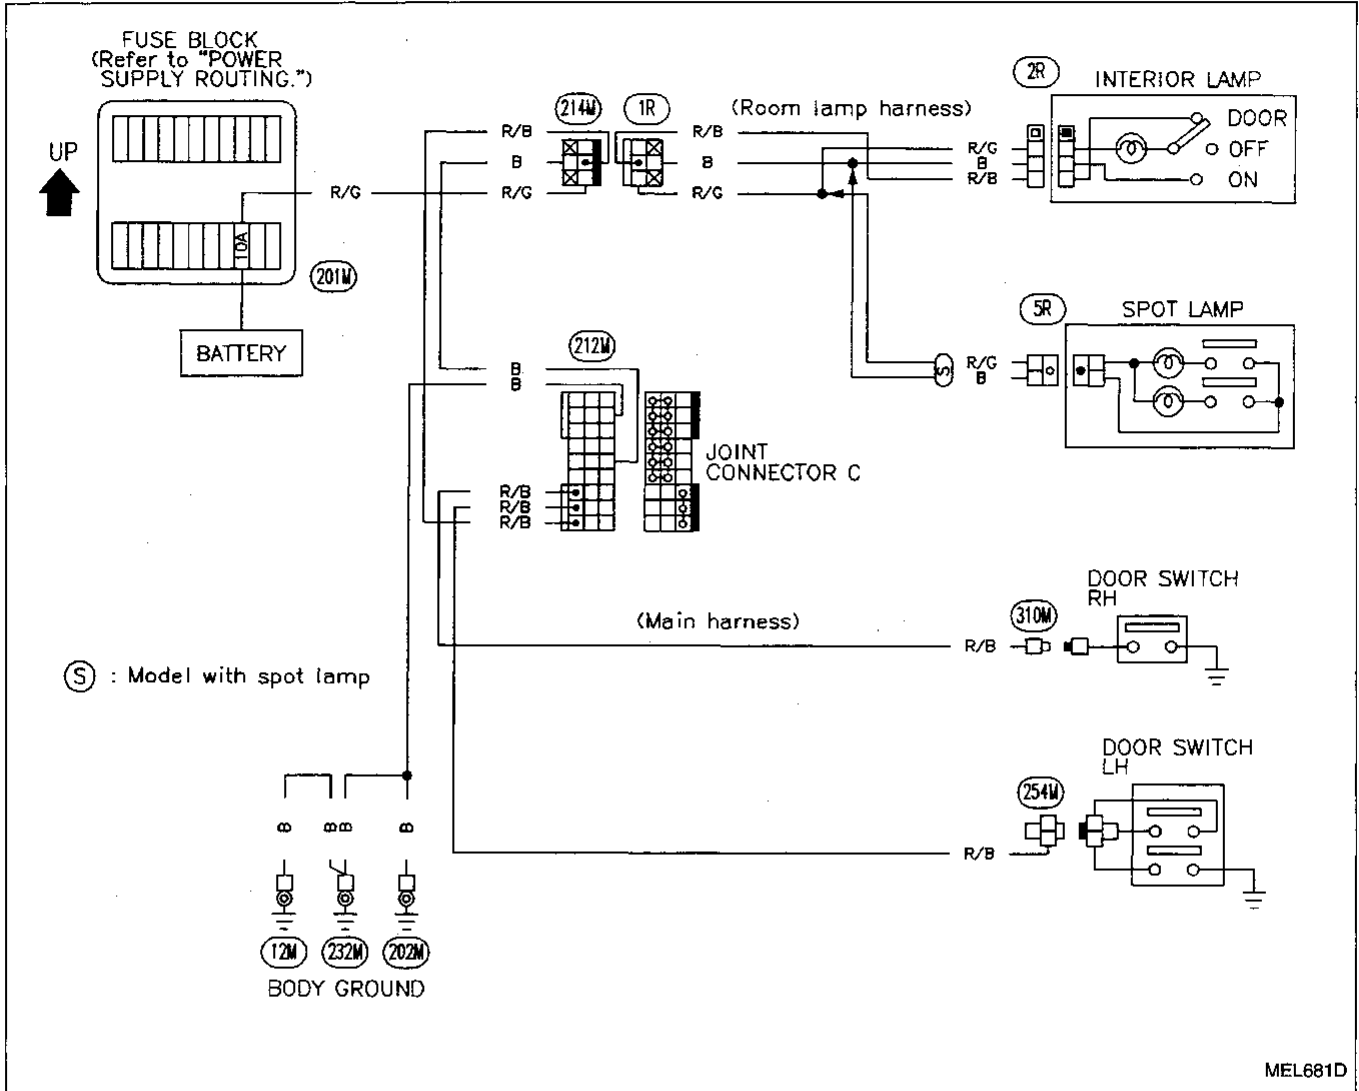 FUSE BLOCK
(Refer to "POWER
SUPPLY ROUTING.")
UP
10A
201M
BATTERY
R/G
214M
1R
(Room lamp harness)
R/B
B
R/G
R/B
B
R/G
2R
INTERIOR LAMP
R/G
B
R/B
DOOR
OFF
ON
5R
SPOT LAMP
S
R/G
B
212M
B
B
JOINT
CONNECTOR C
R/B
R/B
R/B
(Main harness)
DOOR SWITCH
RH
310M
R/B
S : Model with spot lamp
DOOR SWITCH
LH
254M
R/B
B
B B
B
12M
232M
202M
BODY GROUND
MEL681D